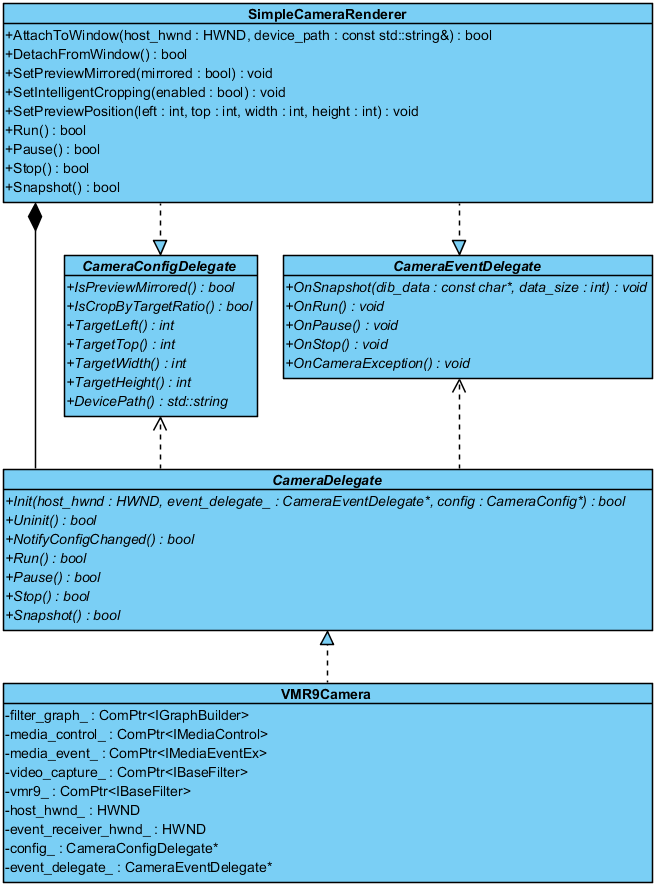 SimpleCameraRenderer
+AttachToWindow(host_hwnd : HWND, device_path : const std::string&) : bool
+DetachFromWindow() : bool
+SetPreviewMirrored(mirrored : bool) : void
+SetIntelligentCropping(enabled : bool) : void
+SetPreviewPosition(left : int, top : int, width : int, height : int) : void
+Run() : bool
+Pause() : bool
+Stop() : bool
+Snapshot() : bool
CameraConfigDelegate
+IsPreviewMirrored() : bool
+IsCropByTargetRatio() : bool
+TargetLeft() : int
+TargetTop() : int
+TargetWidth() : int
+TargetHeight() : int
+DevicePath() : std::string
CameraEventDelegate
+OnSnapshot(dib_data : const char*, data_size : int) : void
+OnRun() : void
+OnPause() : void
+OnStop() : void
+OnCameraException() : void
CameraDelegate
+Init(host_hwnd : HWND, event_delegate_ : CameraEventDelegate*, config : CameraConfig*) : bool
+Uninit() : bool
+NotifyConfigChanged() : bool
+Run() : bool
+Pause() : bool
+Stop() : bool
+Snapshot() : bool
VMR9Camera
-filter_graph_ : ComPtr<IGraphBuilder>
-media_control_ : ComPtr<IMediaControl>
-media_event_ : ComPtr<IMediaEventEx>
-video_capture_ : ComPtr<IBaseFilter>
-vmr9_ : ComPtr<IBaseFilter>
-host_hwnd_ : HWND
-event_receiver_hwnd_ : HWND
-config_ : CameraConfigDelegate*
-event_delegate_ : CameraEventDelegate*